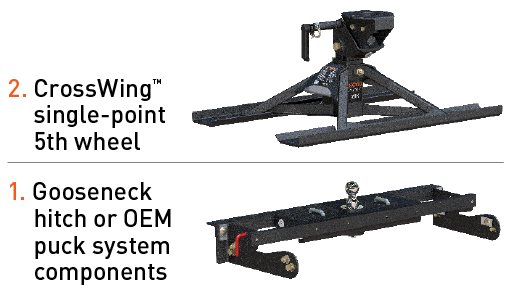 2. CrossWing™
single-point
5th wheel
1. Gooseneck
hitch or OEM
puck system
components